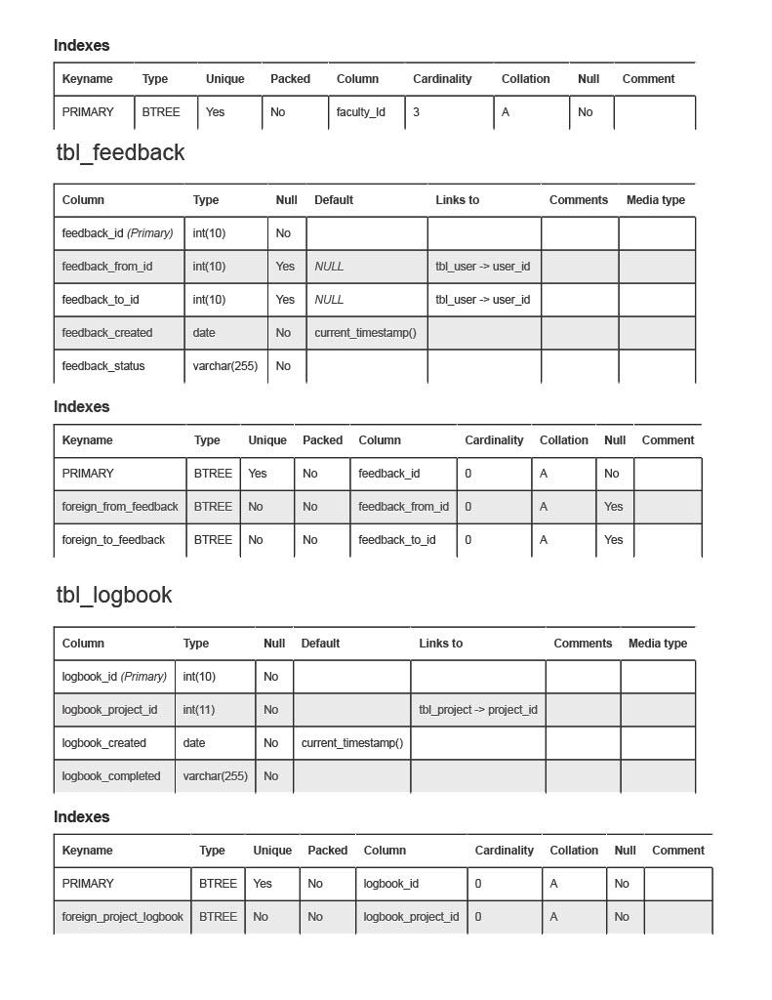 Indexes
Keyname Type Unique Packed Column Cardinality Collation Null Comment
PRIMARY BTREE Yes No faculty_Id 3 A No
tbl_feedback
Column Type Null Default Links to Comments Media type
feedback_id (Primary) int(10) No
feedback_from_id int(10) Yes NULL tbl_user -> user_id
feedback_to_id int(10) Yes NULL tbl_user -> user_id
feedback_created date No current_timestamp()
feedback_status varchar(255) No
Indexes
Keyname Type Unique Packed Column Cardinality Collation Null Comment
PRIMARY BTREE Yes No feedback_id 0 A No
foreign_from_feedback BTREE No No feedback_from_id 0 A Yes
foreign_to_feedback BTREE No No feedback_to_id 0 A Yes
tbl_logbook
Column Type Null Default Links to Comments Media type
logbook_id (Primary) int(10) No
logbook_project_id int(11) No tbl_project -> project_id
logbook_created date No current_timestamp()
logbook_completed varchar(255) No
Indexes
Keyname Type Unique Packed Column Cardinality Collation Null Comment
PRIMARY BTREE Yes No logbook_id 0 A No
foreign_project_logbook BTREE No No logbook_project_id 0 A No